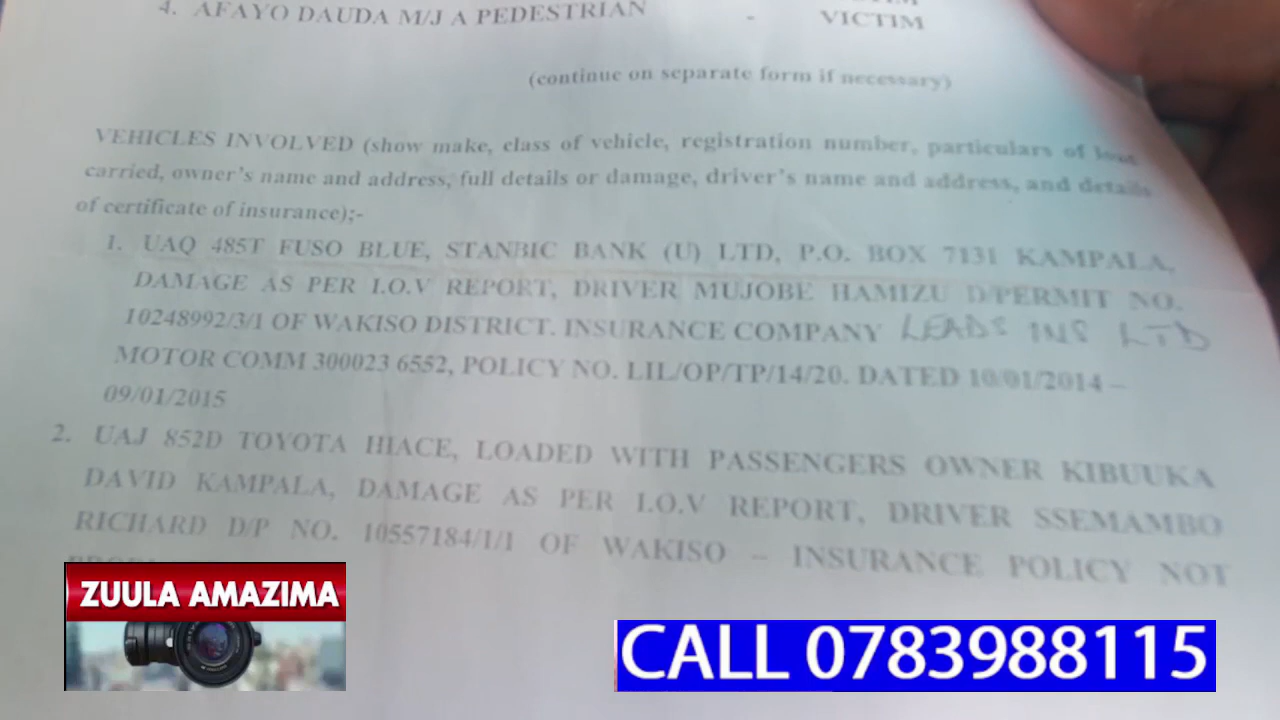 4. AFAYO DAUDA M/J A PEDESTRIAN - VICTIM
(continue on separate form if necessary)
VEHICLES INVOLVED (show make, class of vehicle, registration number, particulars of
carried, owner's name and address, full details or damage, driver's name and address, and details
of certificate of insurance);-
1. UAQ 485T FUSO BLUE, STANBIC BANK (U) LTD, P.O. BOX 7131 KAMPALA,
DAMAGE AS PER I.O.V REPORT, DRIVER MUJOBE HAMIZU D/PERMIT NO.
10248992/3/1 OF WAKISO DISTRICT. INSURANCE COMPANY LEADS INS LTD
MOTOR COMM 300023 6552, POLICY NO. LIL/OP/TP/14/20. DATED 10/01/2014 –
09/01/2015
2. UAJ 852D TOYOTA HIACE, LOADED WITH PASSENGERS OWNER KIBUUKA
DAVID KAMPALA, DAMAGE AS PER I.O.V REPORT, DRIVER SSEMAMBO
RICHARD D/P NO. 10557184/1/1 OF WAKISO – INSURANCE POLICY NOT
ZUULA AMAZIMA
CALL 0783988115